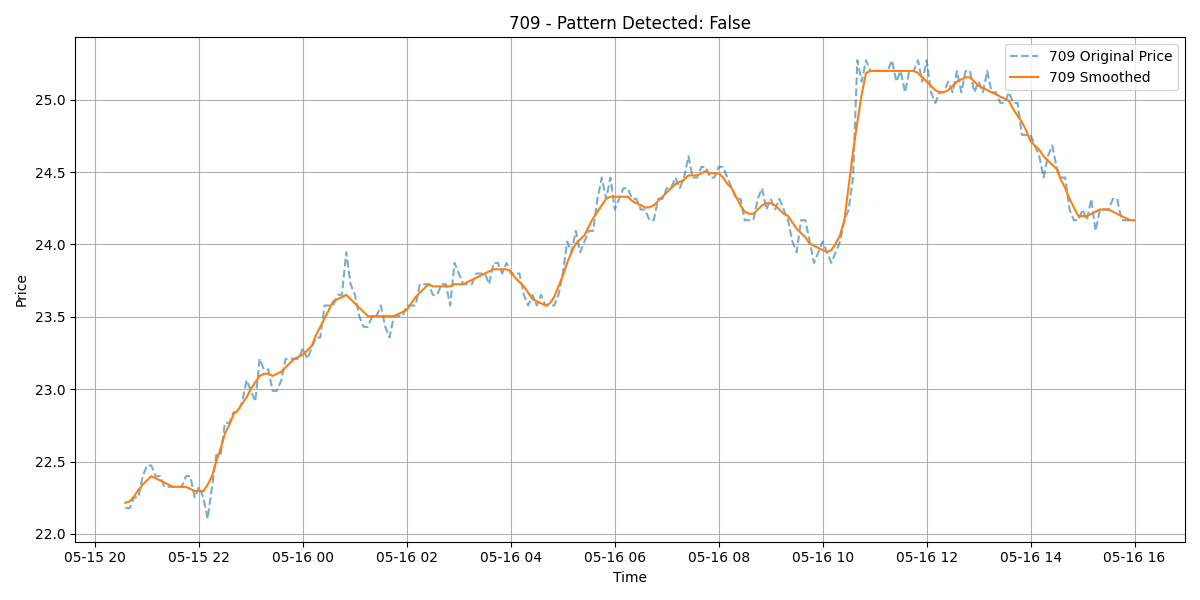 709 - Pattern Detected: False
709 Original Price
709 Smoothed
Price
25.0
24.5
24.0
23.5
23.0
22.5
22.0
05-15 20 05-15 22 05-16 00 05-16 02 05-16 04 05-16 06 05-16 08 05-16 10 05-16 12 05-16 14 05-16 16
Time